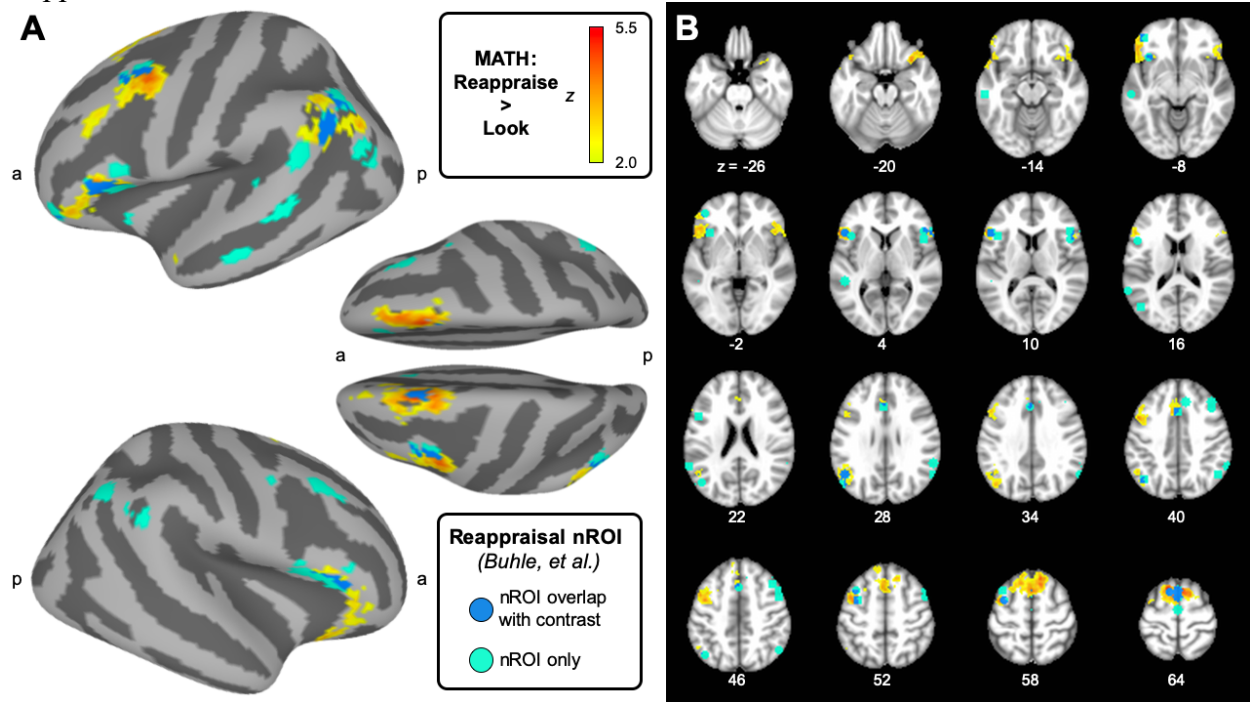 A
MATH:
Reappraise
>
Look
z
5.5
2.0
a
p
a
p
p
a
Reappraisal nROI
(Buhle, et al.)
nROI overlap
with contrast
nROI only
B
z = -26
-20
-14
-8
-2
4
10
16
22
28
34
40
46
52
58
64